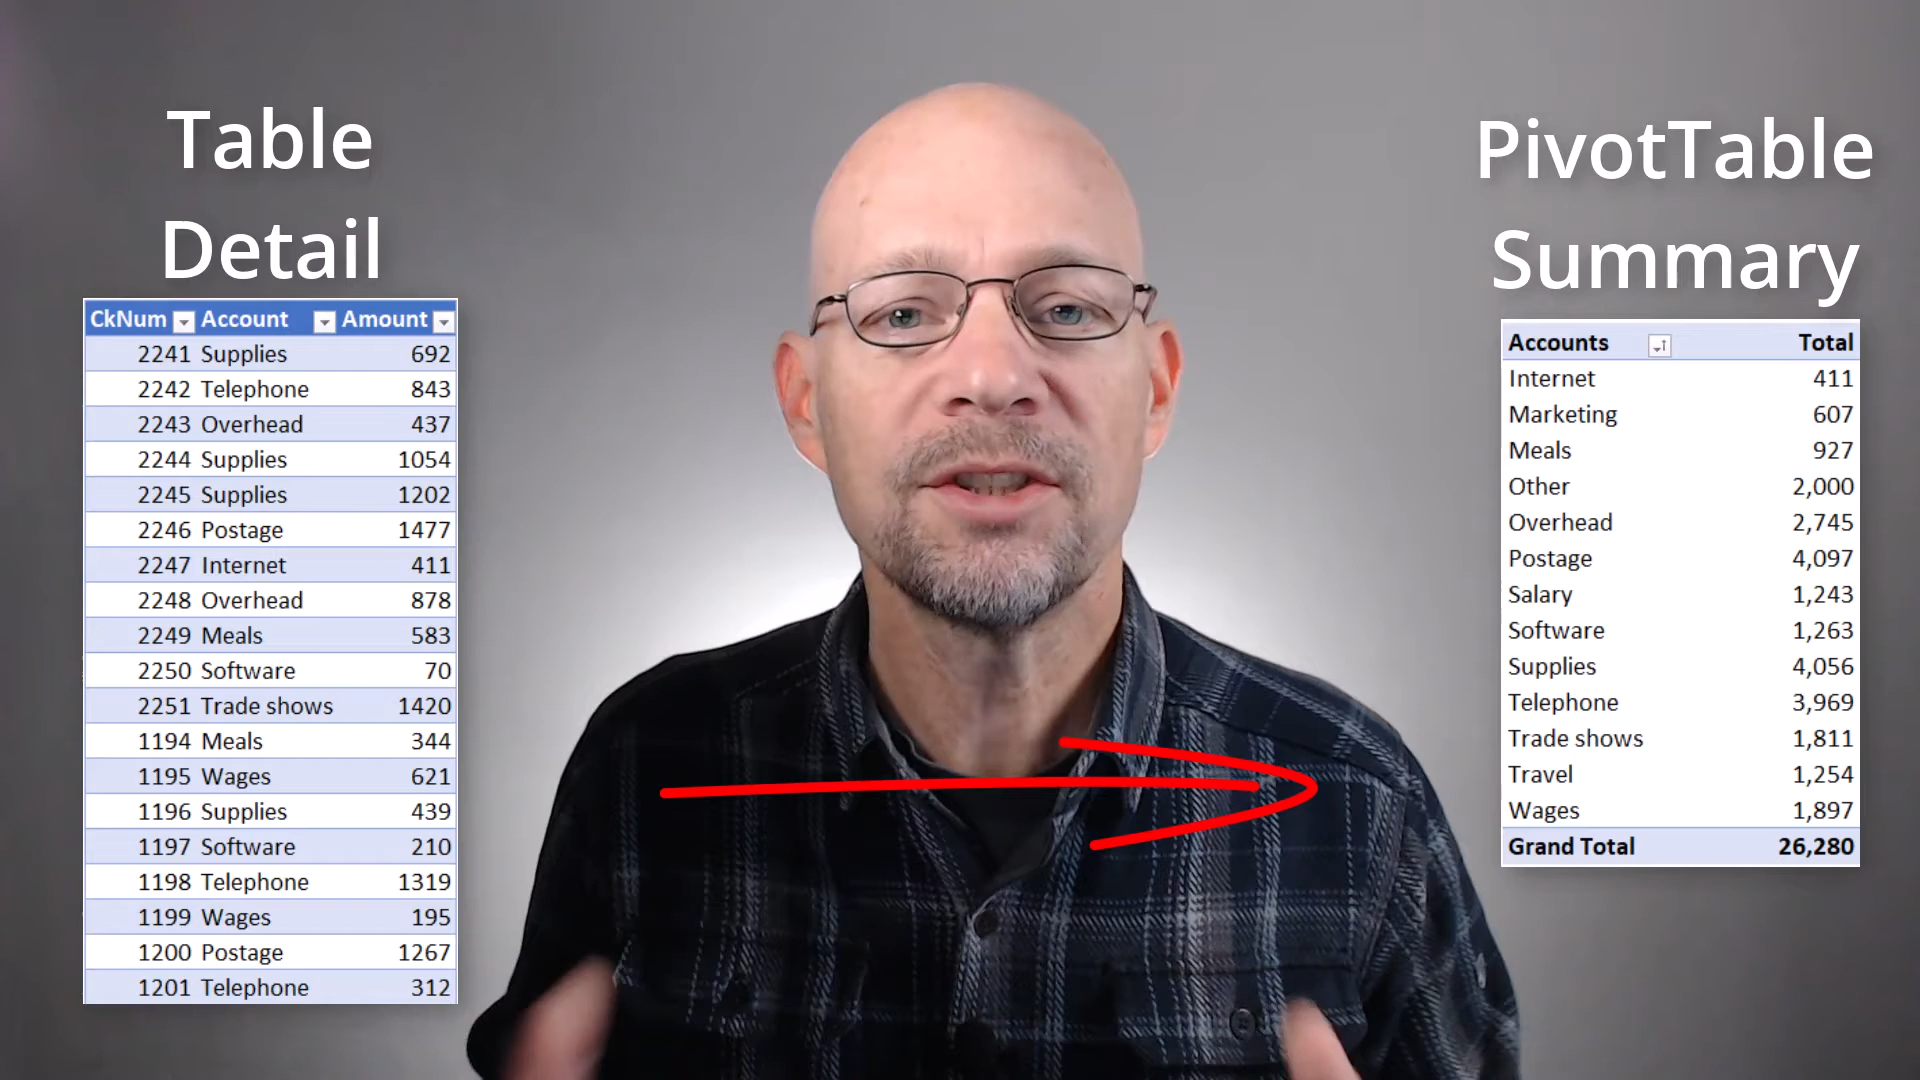 Table
Detail
CkNum Account Amount
2241 Supplies 692
2242 Telephone 843
2243 Overhead 437
2244 Supplies 1054
2245 Supplies 1202
2246 Postage 1477
2247 Internet 411
2248 Overhead 878
2249 Meals 583
2250 Software 70
2251 Trade shows 1420
1194 Meals 344
1195 Wages 621
1196 Supplies 439
1197 Software 210
1198 Telephone 1319
1199 Wages 195
1200 Postage 1267
1201 Telephone 312
PivotTable
Summary
Accounts Total
Internet 411
Marketing 607
Meals 927
Other 2,000
Overhead 2,745
Postage 4,097
Salary 1,243
Software 1,263
Supplies 4,056
Telephone 3,969
Trade shows 1,811
Travel 1,254
Wages 1,897
Grand Total 26,280